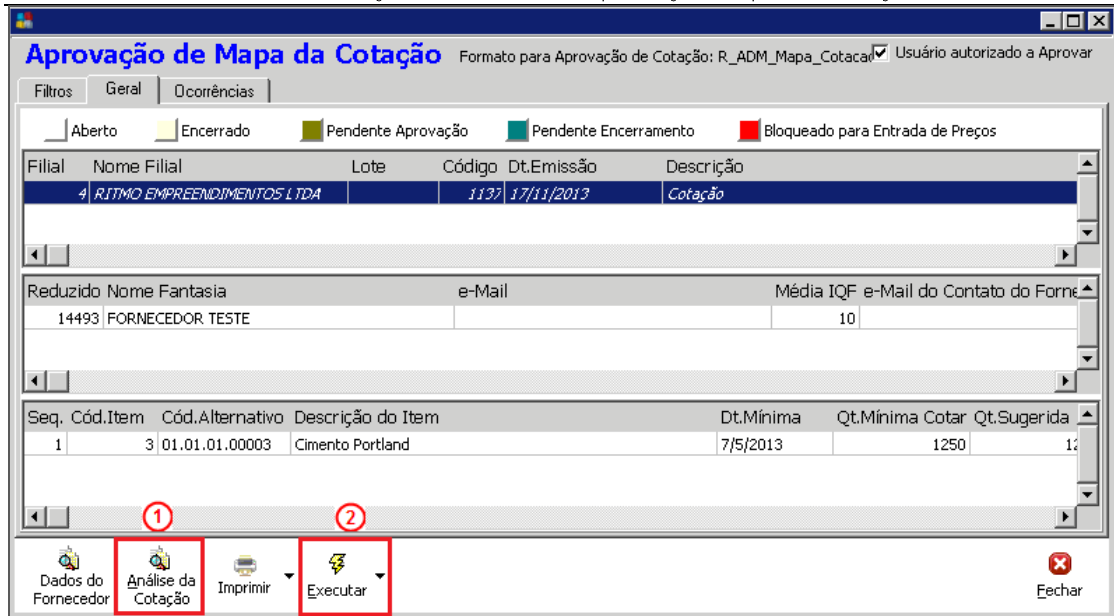 Aprovação de Mapa da Cotação Formato para Aprovação de Cotação: R_ADM_Mapa_Cotacao Usuário autorizado a Aprovar
Filtros Geral Ocorrências
Aberto Encerrado Pendente Aprovação Pendente Encerramento Bloqueado para Entrada de Preços
Filial Nome Filial Lote Código Dt.Emissão Descrição
4 RITMO EMPREENDIMENTOS LTDA 1137 17/11/2013 Cotação
Reduzido Nome Fantasia e-Mail Média IQF e-Mail do Contato do Forne
14493 FORNECEDOR TESTE 10
Seq. Cód.Item Cód.Alternativo Descrição do Item Dt.Mínima Qt.Mínima Cotar Qt.Sugerida
1 3 01.01.01.00003 Cimento Portland 7/5/2013 1250
1 2
Dados do Fornecedor Análise da Cotação Imprimir Executar Fechar